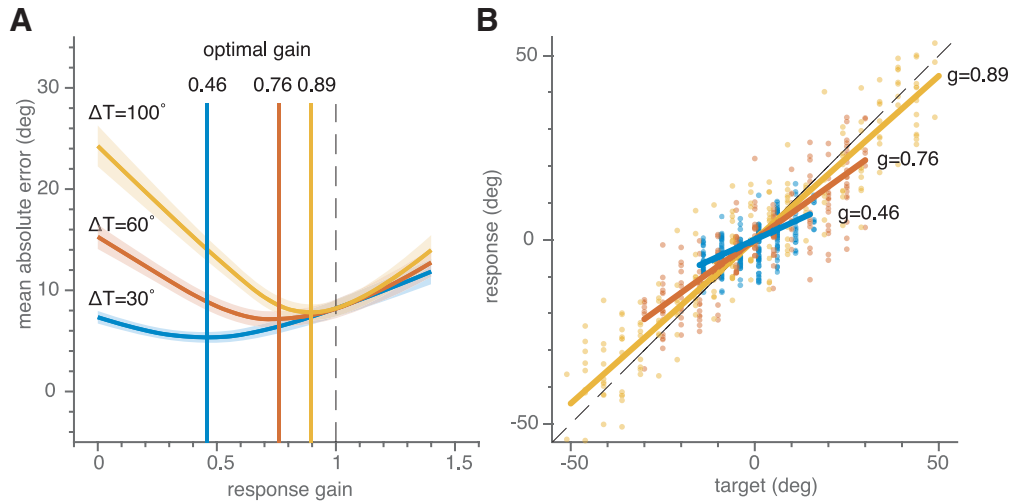 A
optimal gain
0.46
0.76
0.89
ΔT=100°
ΔT=60°
ΔT=30°
mean absolute error (deg)
30
20
10
0
0
0.5
1
1.5
response gain
B
g=0.89
g=0.76
g=0.46
response (deg)
50
0
-50
-50
0
50
target (deg)